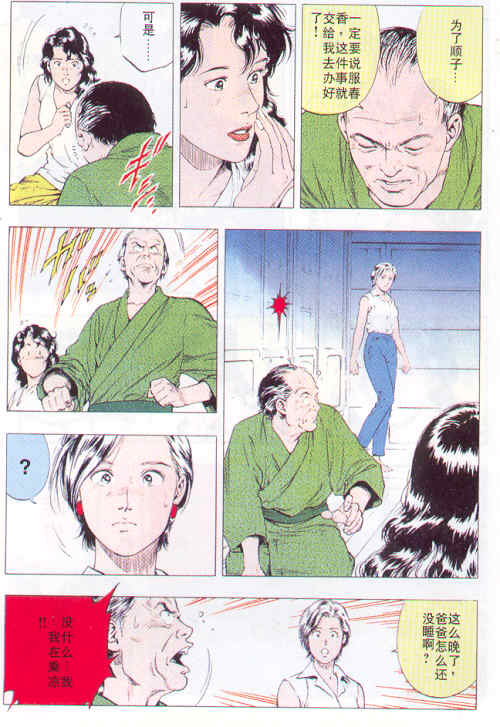 为了顺子…
一定要说服春
香，这件事就
交给我去办好
了！
可是……
？
这么晚了，
爸爸怎么还
没睡啊？
没什么…我
…我在乘凉
!!